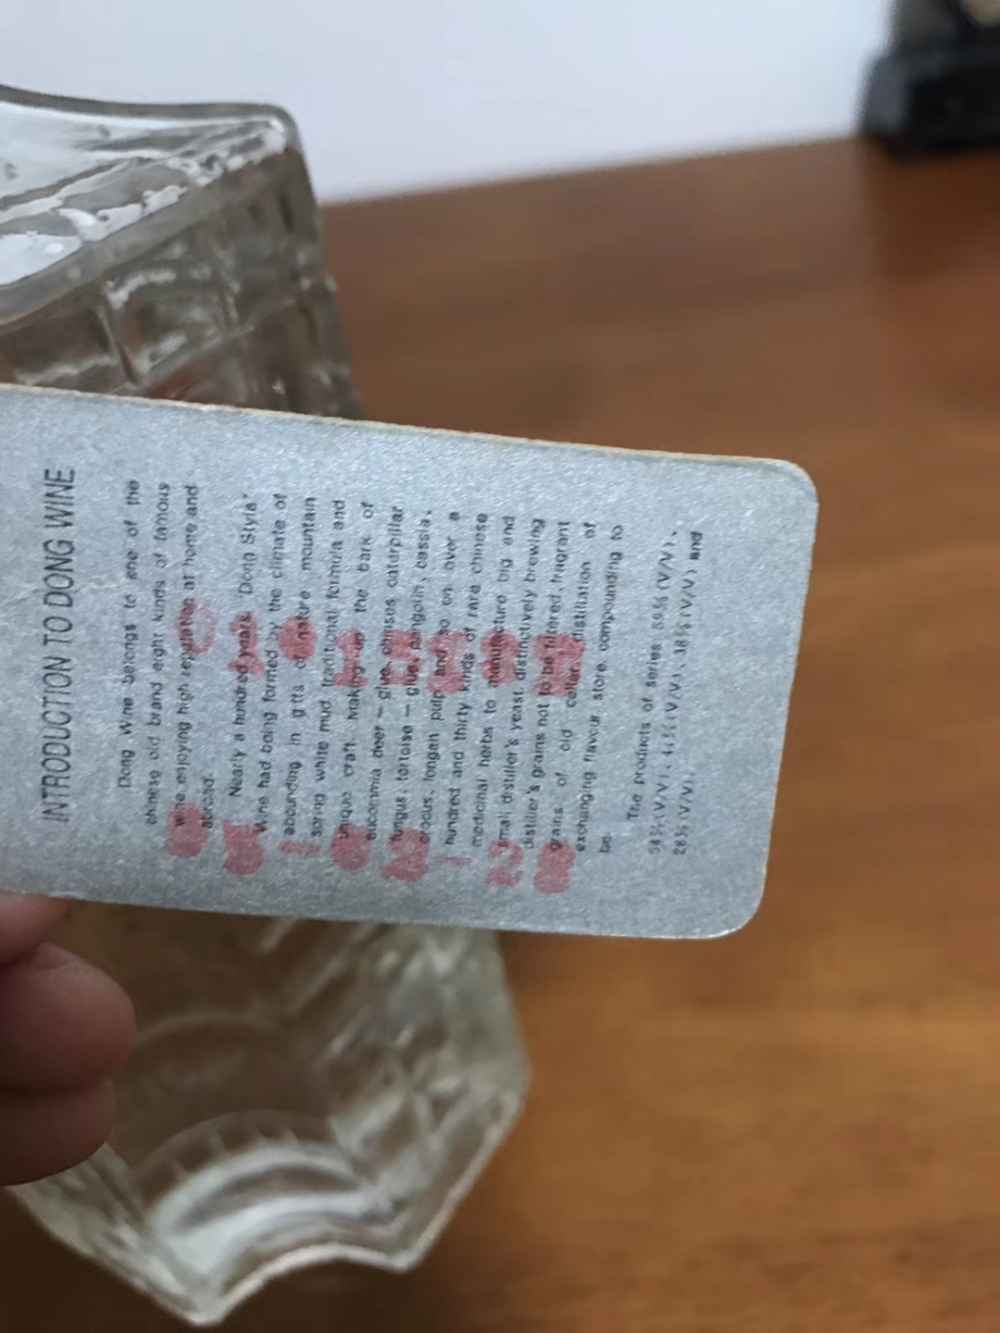 INTRODUCTION TO DONG WINE
Dong Wine belongs to one of the
chinese old brand eight kinds of famous
wine enjoying high reputation at home and
abroad.
Nearly a hundred years "Dong Style"
Wine had being formed by the climate of
abounding in gifts of nature mountain
spring white mud traditional formula and
unique craft Making up the bark of
eucommia deer – glue, chinses caterpillar
fungus, tortoise – glue, pangolin, cassia,
crocus, longan pulp and so on over a
hundred and thirty kinds of rare chinese
medicinal herbs to manufacture big and
small distiller's yeast distinctively brewing
distiller's grains not to be filtered, fragrant
grains of old cellar distillation of
exchanging flavour store compounding to
be
The products of series 59% (V/V),
54% (V/V), (V/V) 38% (V/V) and
28% (V/V).